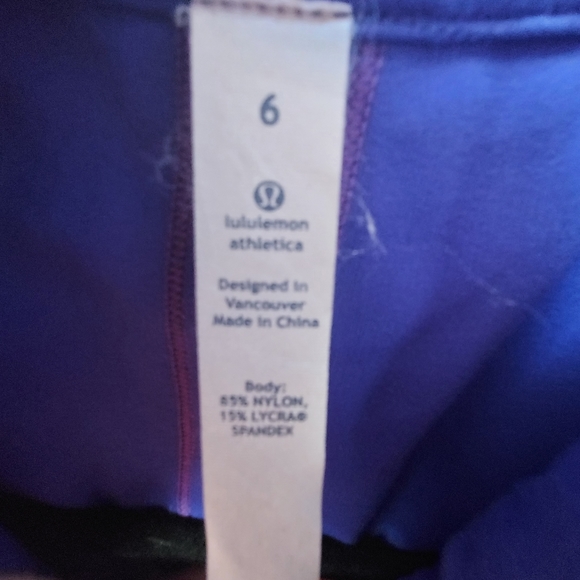 6
lululemon
athletica
Designed in
Vancouver
Made in China
Body:
85% NYLON,
15% LYCRA®
SPANDEX